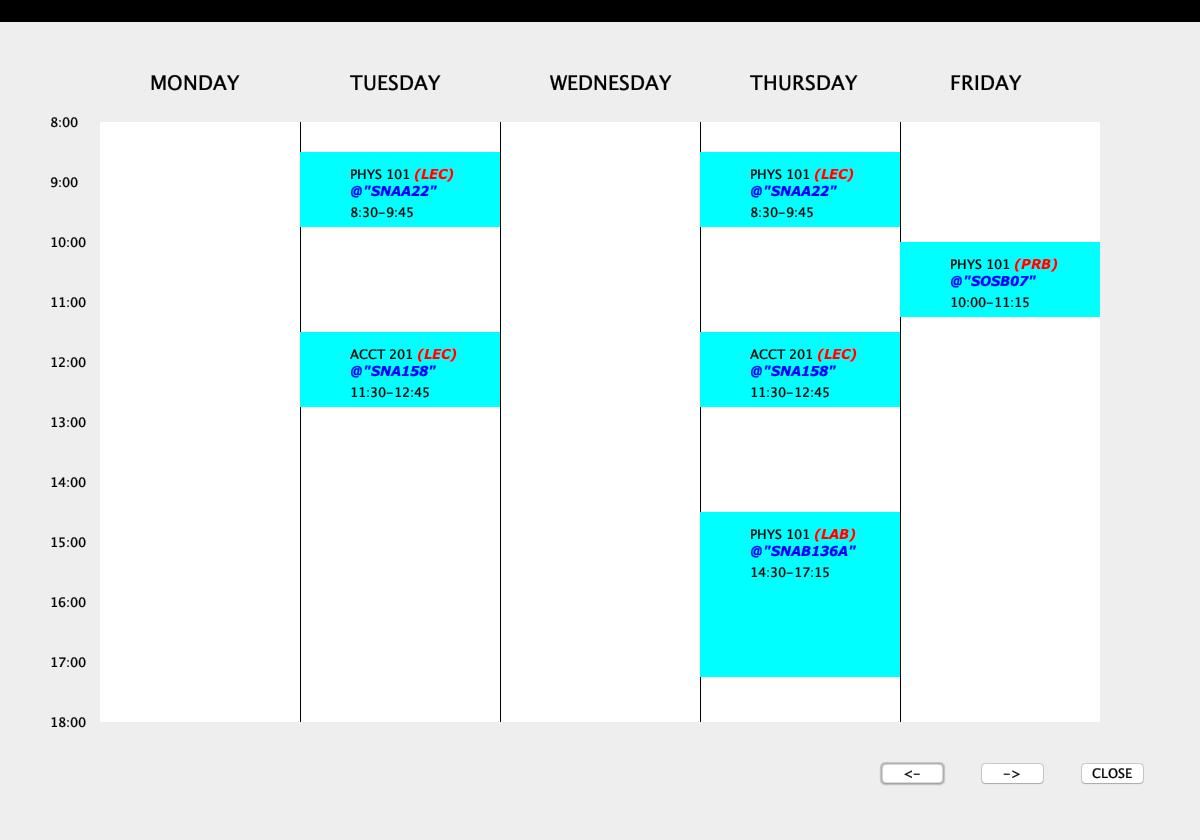 MONDAY TUESDAY WEDNESDAY THURSDAY FRIDAY
8:00
PHYS 101 (LEC)
@"SNAA22"
8:30-9:45
PHYS 101 (LEC)
@"SNAA22"
8:30-9:45
9:00
10:00
PHYS 101 (PRB)
@"SOSB07"
10:00-11:15
11:00
ACCT 201 (LEC)
@"SNA158"
11:30-12:45
ACCT 201 (LEC)
@"SNA158"
11:30-12:45
12:00
13:00
14:00
PHYS 101 (LAB)
@"SNAB136A"
14:30-17:15
15:00
16:00
17:00
18:00
<- -> CLOSE